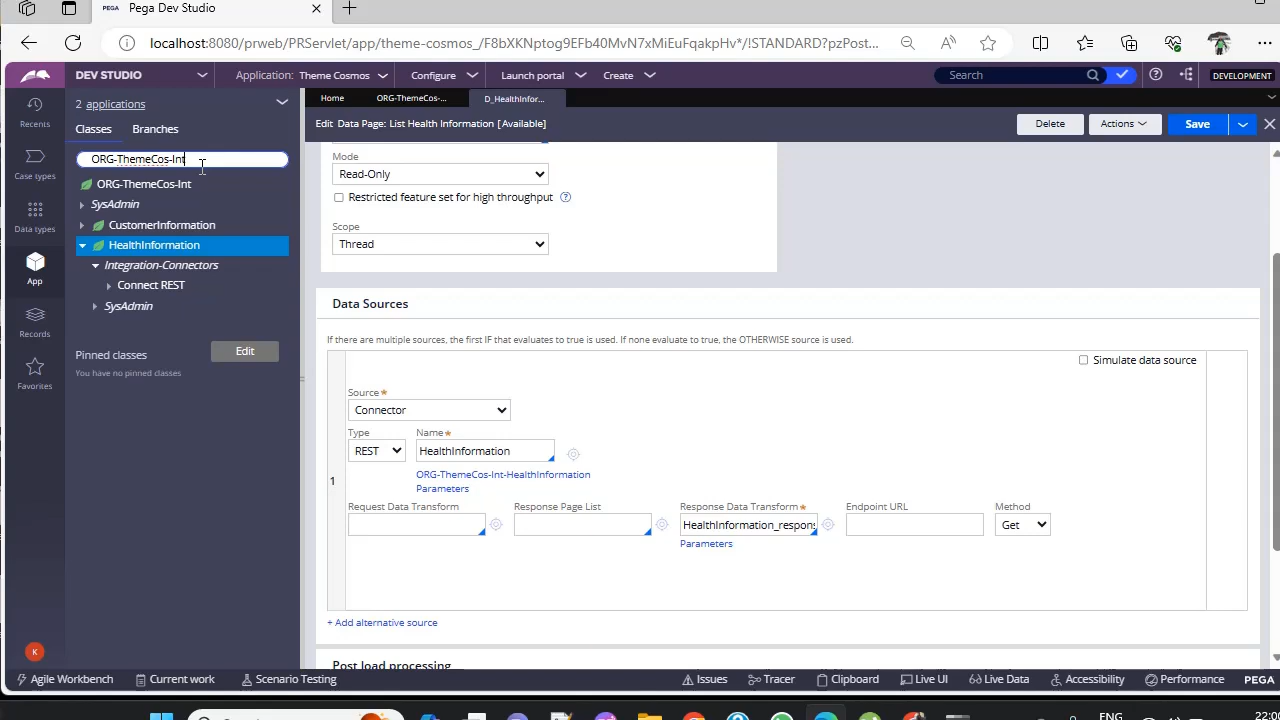 PEGA Pega Dev Studio
localhost:8080/prweb/PRServlet/app/theme-cosmos_/F8bXKNptog9EFb40MvN7xMiEuFqakpHv*/!STANDARD?pzPost...
DEV STUDIO
Application: Theme Cosmos
Configure
Launch portal
Create
Search
DEVELOPMENT
Recents
Case types
Data types
App
Records
Favorites
K
2 applications
Classes Branches
ORG-ThemeCos-Int
ORG-ThemeCos-Int
SysAdmin
CustomerInformation
HealthInformation
Integration-Connectors
Connect REST
SysAdmin
Pinned classes Edit
You have no pinned classes
Home ORG-ThemeCos-... D_HealthInfor...
Edit Data Page: List Health Information [Available]
Delete Actions Save
Mode
Read-Only
Restricted feature set for high throughput
Scope
Thread
Data Sources
If there are multiple sources, the first IF that evaluates to true is used. If none evaluate to true, the OTHERWISE source is used.
Simulate data source
1
Source*
Connector
Type Name*
REST HealthInformation
ORG-ThemeCos-Int-HealthInformation
Parameters
Request Data Transform Response Page List Response Data Transform* Endpoint URL Method
HealthInformation_respons Get
Parameters
+ Add alternative source
Post load processing
Agile Workbench Current work Scenario Testing Issues Tracer Clipboard Live UI Live Data Accessibility Performance PEGA
ENG